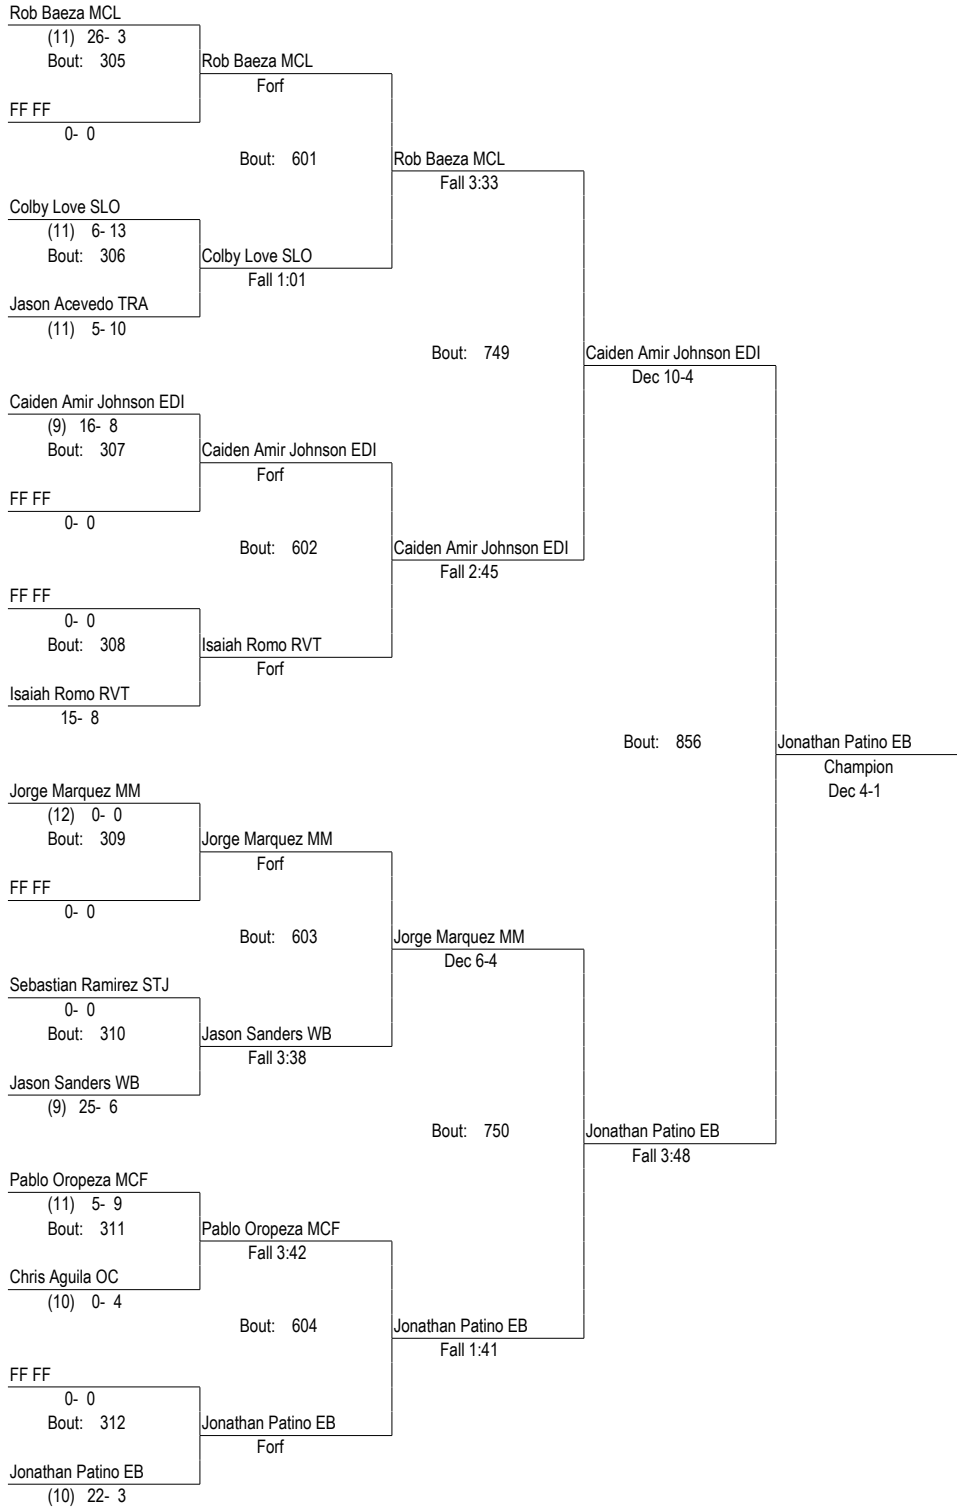 Rob Baeza MCL
(11) 26- 3
Bout: 305
Rob Baeza MCL
Forf
FF FF
0- 0
Bout: 601
Rob Baeza MCL
Fall 3:33
Colby Love SLO
(11) 6- 13
Bout: 306
Colby Love SLO
Fall 1:01
Jason Acevedo TRA
(11) 5- 10
Bout: 749
Caiden Amir Johnson EDI
Dec 10-4
Caiden Amir Johnson EDI
(9) 16- 8
Bout: 307
Caiden Amir Johnson EDI
Forf
FF FF
0- 0
Bout: 602
Caiden Amir Johnson EDI
Fall 2:45
FF FF
0- 0
Bout: 308
Isaiah Romo RVT
Forf
Isaiah Romo RVT
15- 8
Bout: 856
Jonathan Patino EB
Champion
Dec 4-1
Jorge Marquez MM
(12) 0- 0
Bout: 309
Jorge Marquez MM
Forf
FF FF
0- 0
Bout: 603
Jorge Marquez MM
Dec 6-4
Sebastian Ramirez STJ
0- 0
Bout: 310
Jason Sanders WB
Fall 3:38
Jason Sanders WB
(9) 25- 6
Bout: 750
Jonathan Patino EB
Fall 3:48
Pablo Oropeza MCF
(11) 5- 9
Bout: 311
Pablo Oropeza MCF
Fall 3:42
Chris Aguila OC
(10) 0- 4
Bout: 604
Jonathan Patino EB
Fall 1:41
FF FF
0- 0
Bout: 312
Jonathan Patino EB
Forf
Jonathan Patino EB
(10) 22- 3